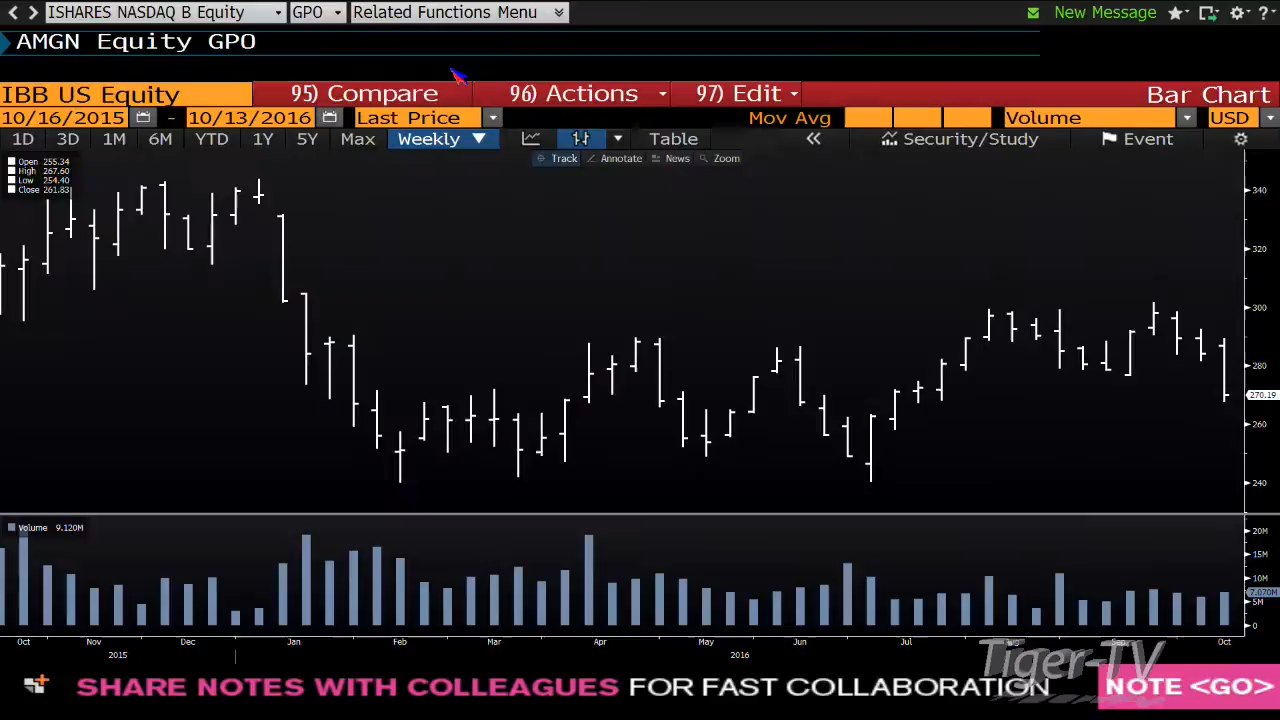 ISHARES NASDAQ B Equity GPO Related Functions Menu New Message ?
AMGN Equity GPO
IBB US Equity 95) Compare 96) Actions 97) Edit Bar Chart
10/16/2015 - 10/13/2016 Last Price Mov Avg Volume USD
1D 3D 1M 6M YTD 1Y 5Y Max Weekly Table Security/Study Event
Track Annotate News Zoom
Open 255.34
High 267.60
Low 254.40
Close 261.83
340
320
300
280
270.19
260
240
Volume 9.120M
20M
15M
10M
7.070M
5M
0
Oct Nov Dec Jan Feb Mar Apr May Jun Jul Aug Sep Oct
2015 2016
Tiger-TV
SHARE NOTES WITH COLLEAGUES FOR FAST COLLABORATION NOTE <GO>